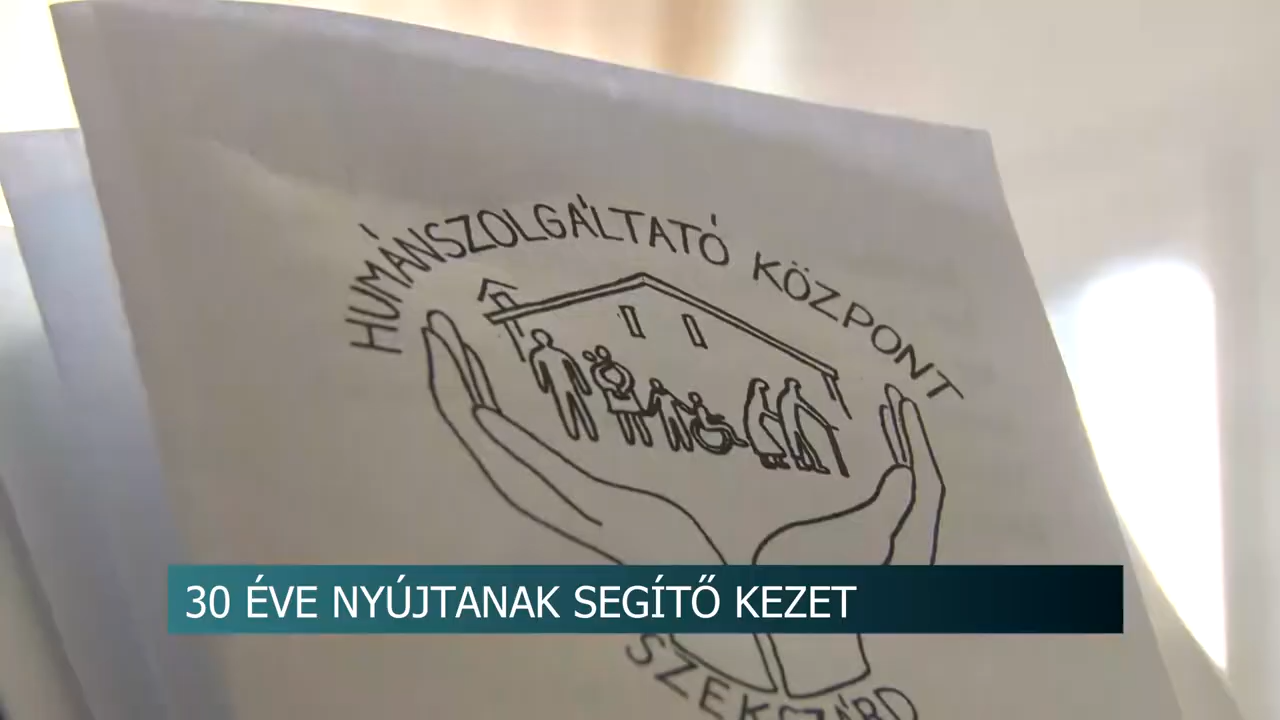 HUMÁNSZOLGÁLTATÓ KÖZPONT
30 ÉVE NYÚJTANAK SEGÍTŐ KEZET
SZEKSZÁRD